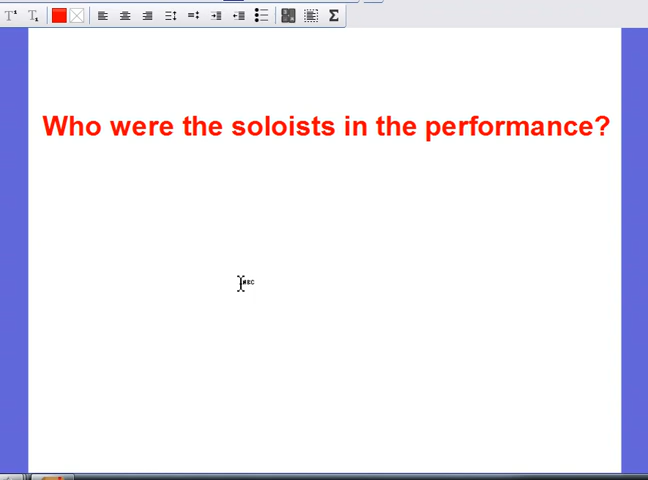 Who were the soloists in the performance?